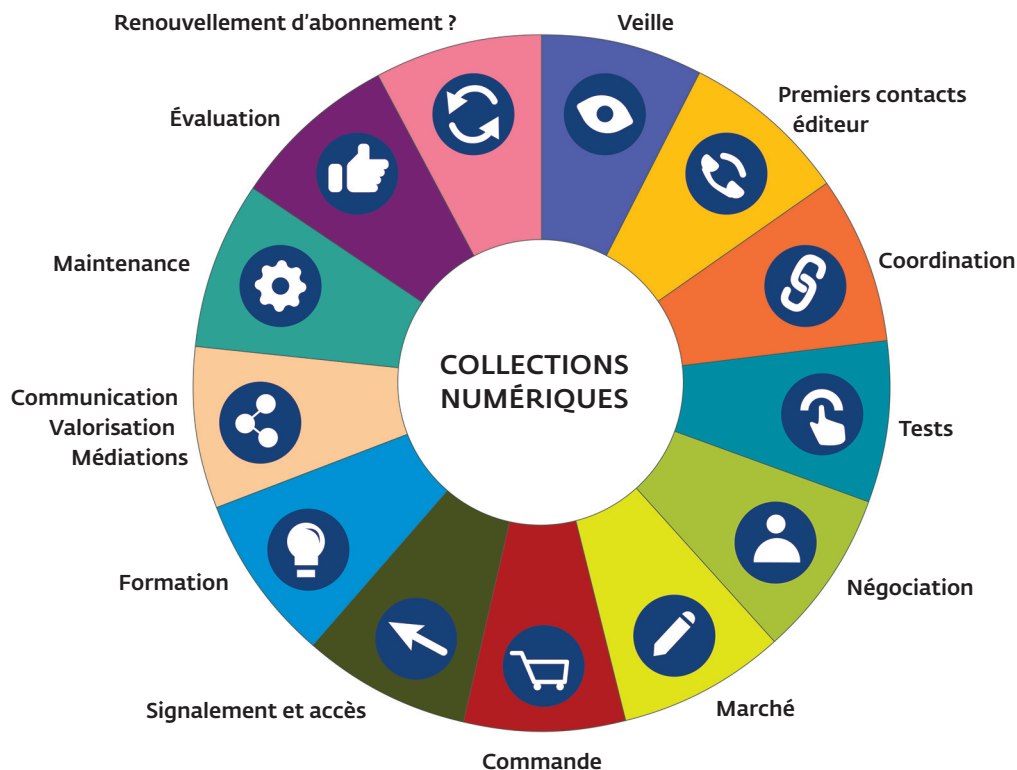 Renouvellement d'abonnement ?
Veille
Premiers contacts
éditeur
Coordination
Tests
Négociation
Marché
Commande
Signalement et accès
Formation
Communication
Valorisation
Médiations
Maintenance
Évaluation
COLLECTIONS
NUMÉRIQUES